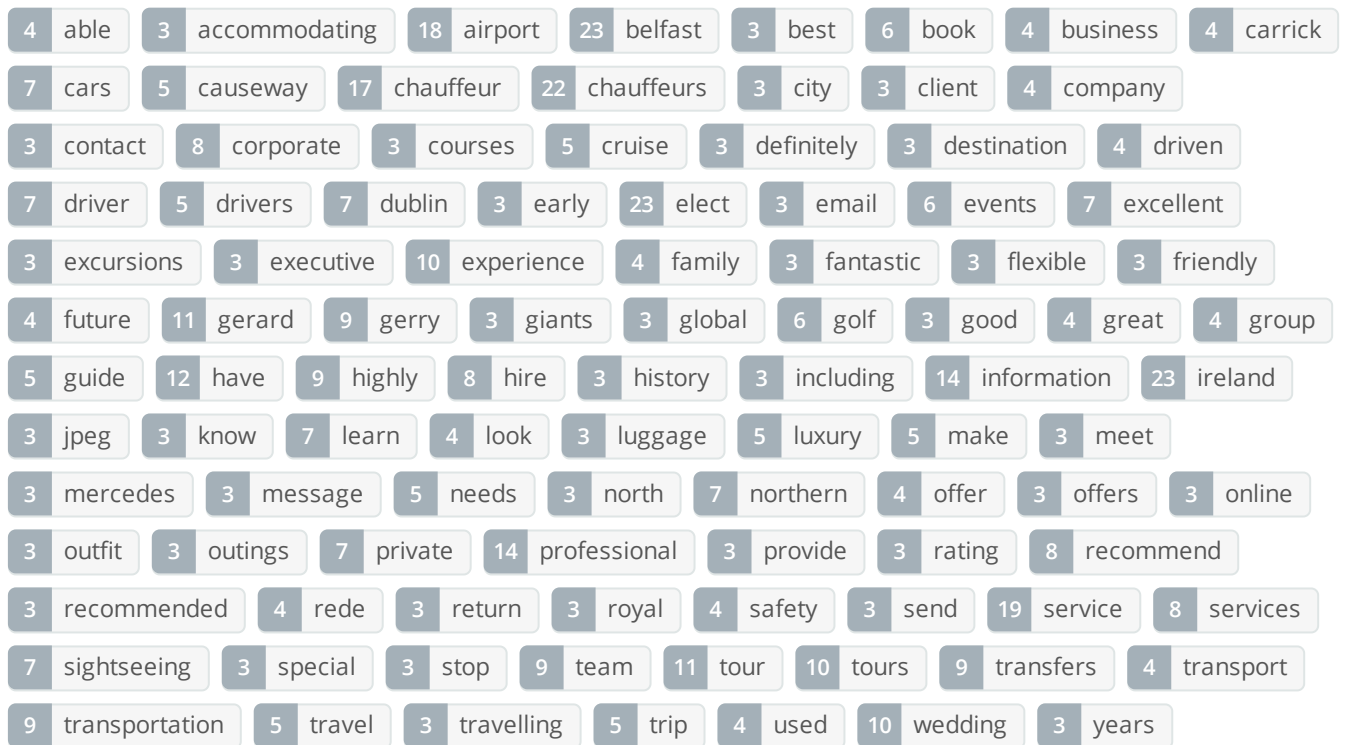 4 able 3 accommodating 18 airport 23 belfast 3 best 6 book 4 business 4 carrick
7 cars 5 causeway 17 chauffeur 22 chauffeurs 3 city 3 client 4 company
3 contact 8 corporate 3 courses 5 cruise 3 definitely 3 destination 4 driven
7 driver 5 drivers 7 dublin 3 early 23 elect 3 email 6 events 7 excellent
3 excursions 3 executive 10 experience 4 family 3 fantastic 3 flexible 3 friendly
4 future 11 gerard 9 gerry 3 giants 3 global 6 golf 3 good 4 great 4 group
5 guide 12 have 9 highly 8 hire 3 history 3 including 14 information 23 ireland
3 jpeg 3 know 7 learn 4 look 3 luggage 5 luxury 5 make 3 meet
3 mercedes 3 message 5 needs 3 north 7 northern 4 offer 3 offers 3 online
3 outfit 3 outings 7 private 14 professional 3 provide 3 rating 8 recommend
3 recommended 4 rede 3 return 3 royal 4 safety 3 send 19 service 8 services
7 sightseeing 3 special 3 stop 9 team 11 tour 10 tours 9 transfers 4 transport
9 transportation 5 travel 3 travelling 5 trip 4 used 10 wedding 3 years